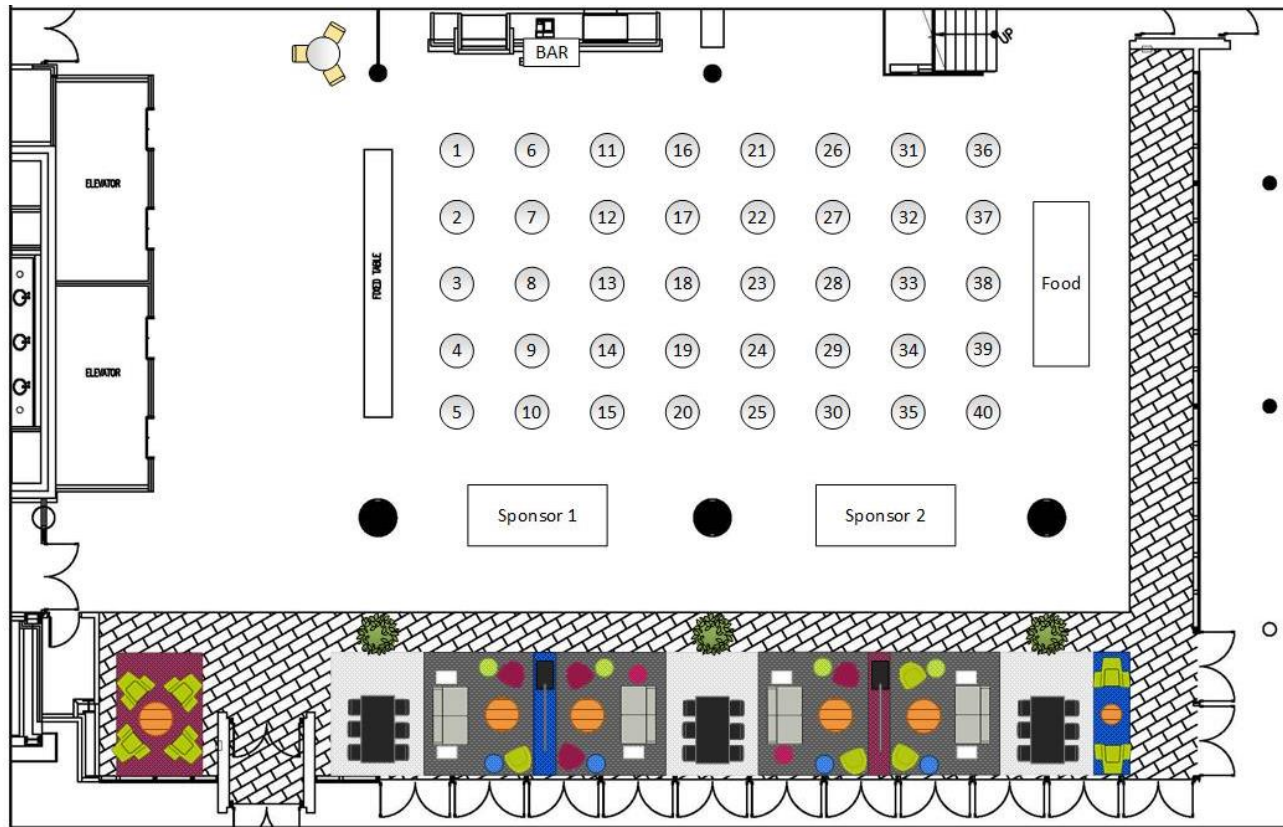 BAR
UP
1 6 11 16 21 26 31 36
ELEVATOR
2 7 12 17 22 27 32 37
FIXED TABLE
3 8 13 18 23 28 33 38
Food
4 9 14 19 24 29 34 39
ELEVATOR
5 10 15 20 25 30 35 40
Sponsor 1
Sponsor 2